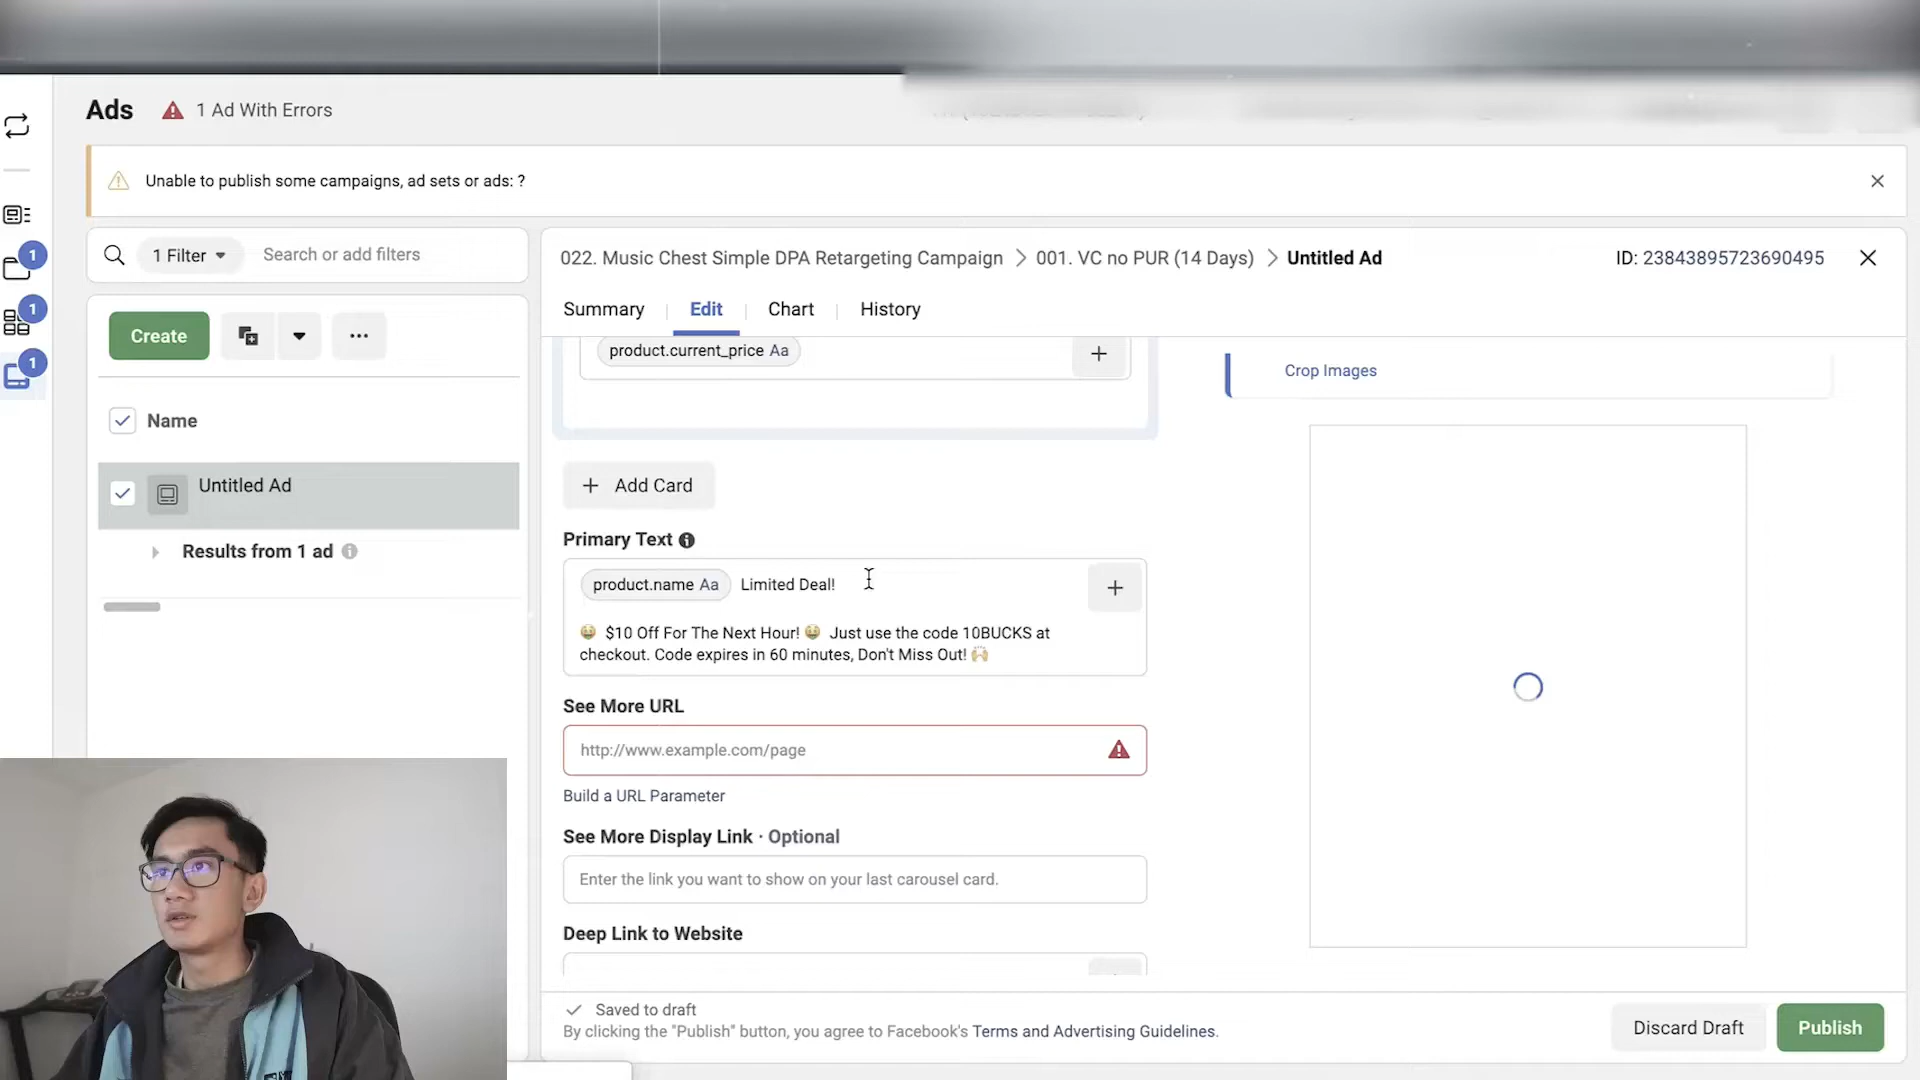 Ads
1 Ad With Errors
Unable to publish some campaigns, ad sets or ads: ?
1
1
1
1 Filter
Search or add filters
Create
Name
Untitled Ad
Results from 1 ad
022. Music Chest Simple DPA Retargeting Campaign > 001. VC no PUR (14 Days) > Untitled Ad
ID: 23843895723690495
Summary
Edit
Chart
History
product.current_price Aa
+
Crop Images
+ Add Card
Primary Text
product.name Aa Limited Deal!
+
🤑 $10 Off For The Next Hour! 🤑 Just use the code 10BUCKS at
checkout. Code expires in 60 minutes, Don't Miss Out! 🙌
See More URL
http://www.example.com/page
Build a URL Parameter
See More Display Link · Optional
Enter the link you want to show on your last carousel card.
Deep Link to Website
Saved to draft
By clicking the "Publish" button, you agree to Facebook's Terms and Advertising Guidelines.
Discard Draft
Publish